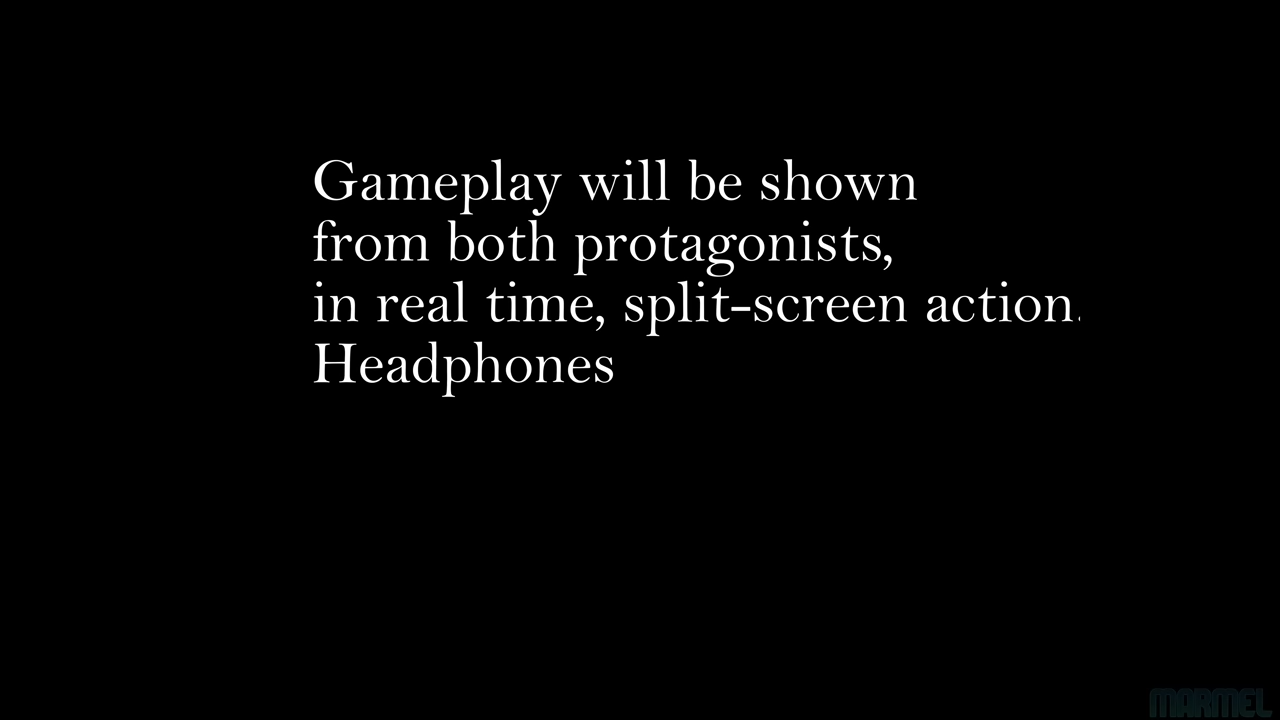 Gameplay will be shown
from both protagonists,
in real time, split-screen action.
Headphones
MARMEL